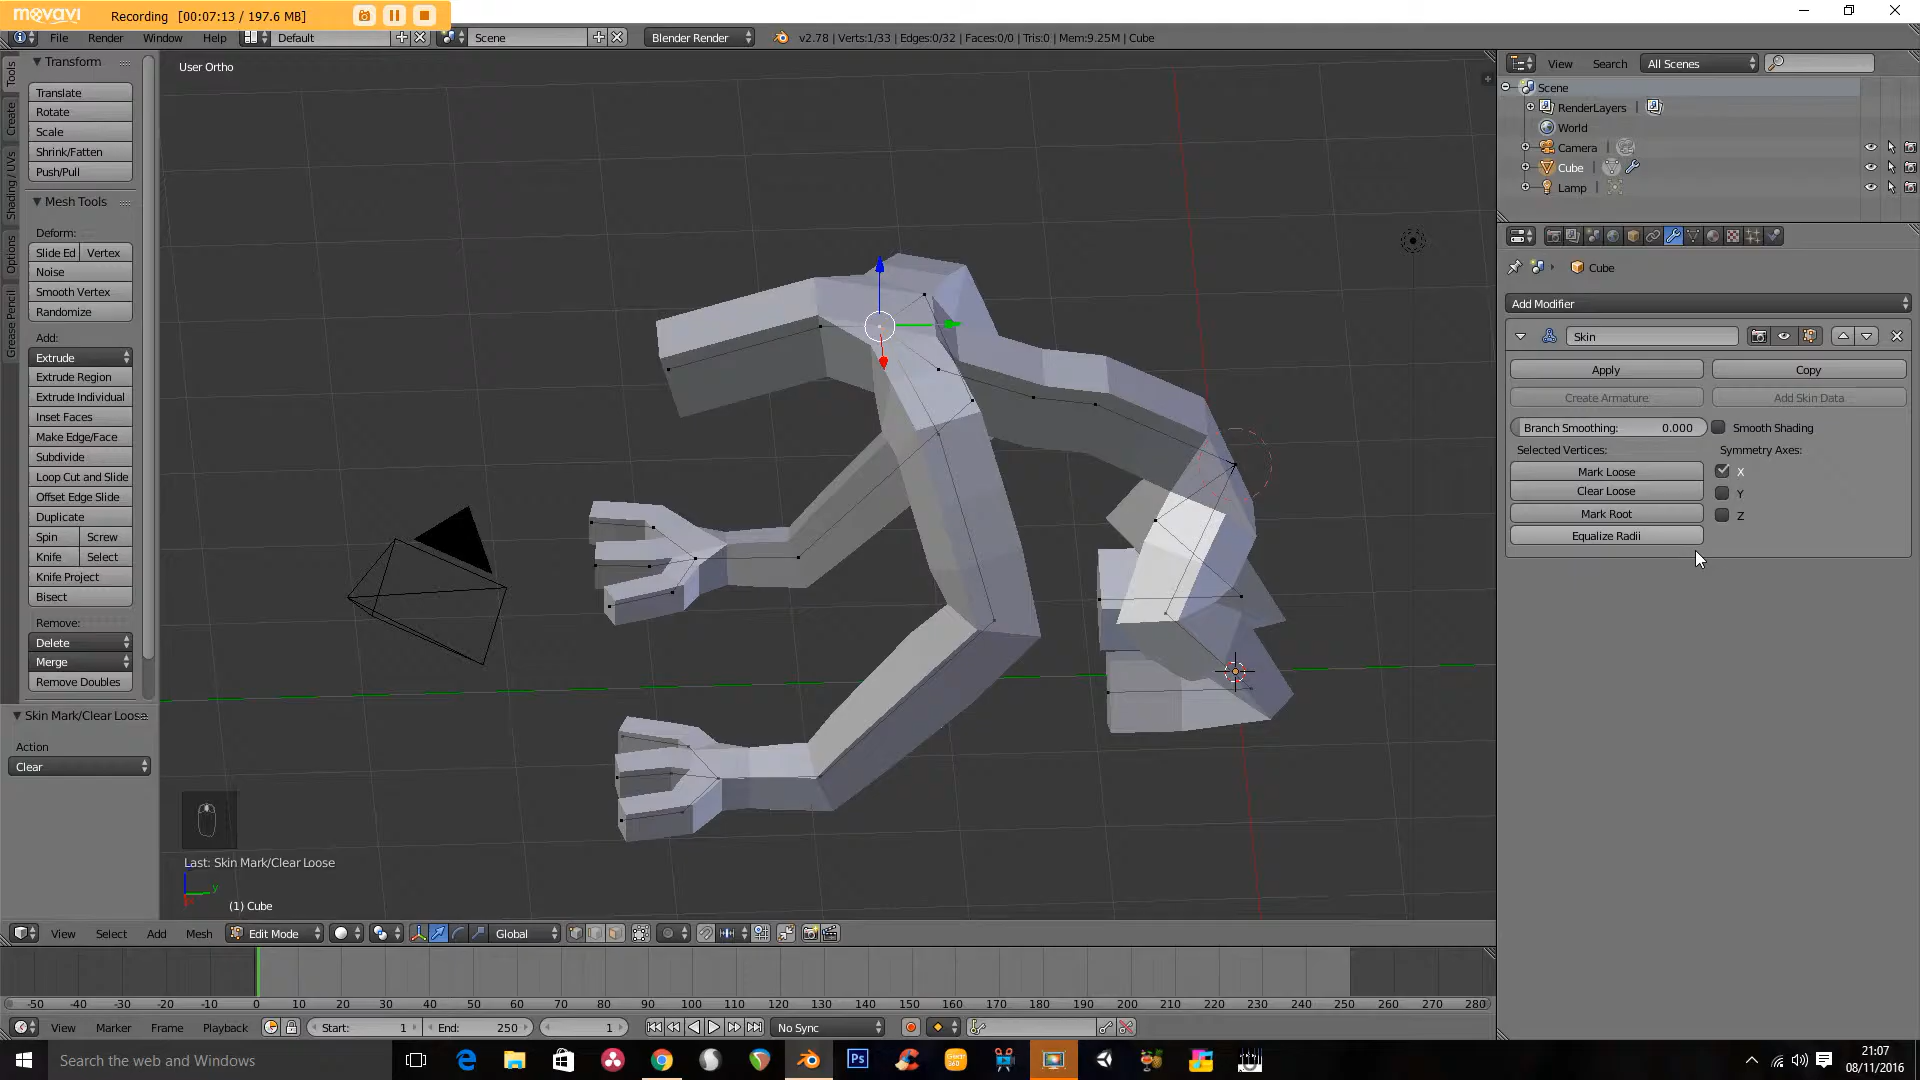 movavi
Recording [00:07:13 / 197.6 MB]
File Render Window Help Default Scene Blender Render v2.78 | Verts:1/33 | Edges:0/32 | Faces:0/0 | Tris:0 | Mem:9.25M | Cube
Tools
Create
Shading / UVs
Options
Grease Pencil
Transform
Translate
Rotate
Scale
Shrink/Fatten
Push/Pull
Mesh Tools
Deform:
Slide Ed Vertex
Noise
Smooth Vertex
Randomize
Add:
Extrude
Extrude Region
Extrude Individual
Inset Faces
Make Edge/Face
Subdivide
Loop Cut and Slide
Offset Edge Slide
Duplicate
Spin Screw
Knife Select
Knife Project
Bisect
Remove:
Delete
Merge
Remove Doubles
Skin Mark/Clear Loose
Action
Clear
User Ortho
Last: Skin Mark/Clear Loose
y
(1) Cube
View Search All Scenes
Scene
RenderLayers
World
Camera
Cube
Lamp
Cube
Add Modifier
Skin
Apply Copy
Create Armature Add Skin Data
Branch Smoothing: 0.000 Smooth Shading
Selected Vertices: Symmetry Axes:
Mark Loose X
Clear Loose Y
Mark Root Z
Equalize Radii
View Select Add Mesh Edit Mode Global
-50 -40 -30 -20 -10 0 10 20 30 40 50 60 70 80 90 100 110 120 130 140 150 160 170 180 190 200 210 220 230 240 250 260 270 280
View Marker Frame Playback Start: 1 End: 250 1 No Sync
Search the web and Windows
Ps
21:07
08/11/2016